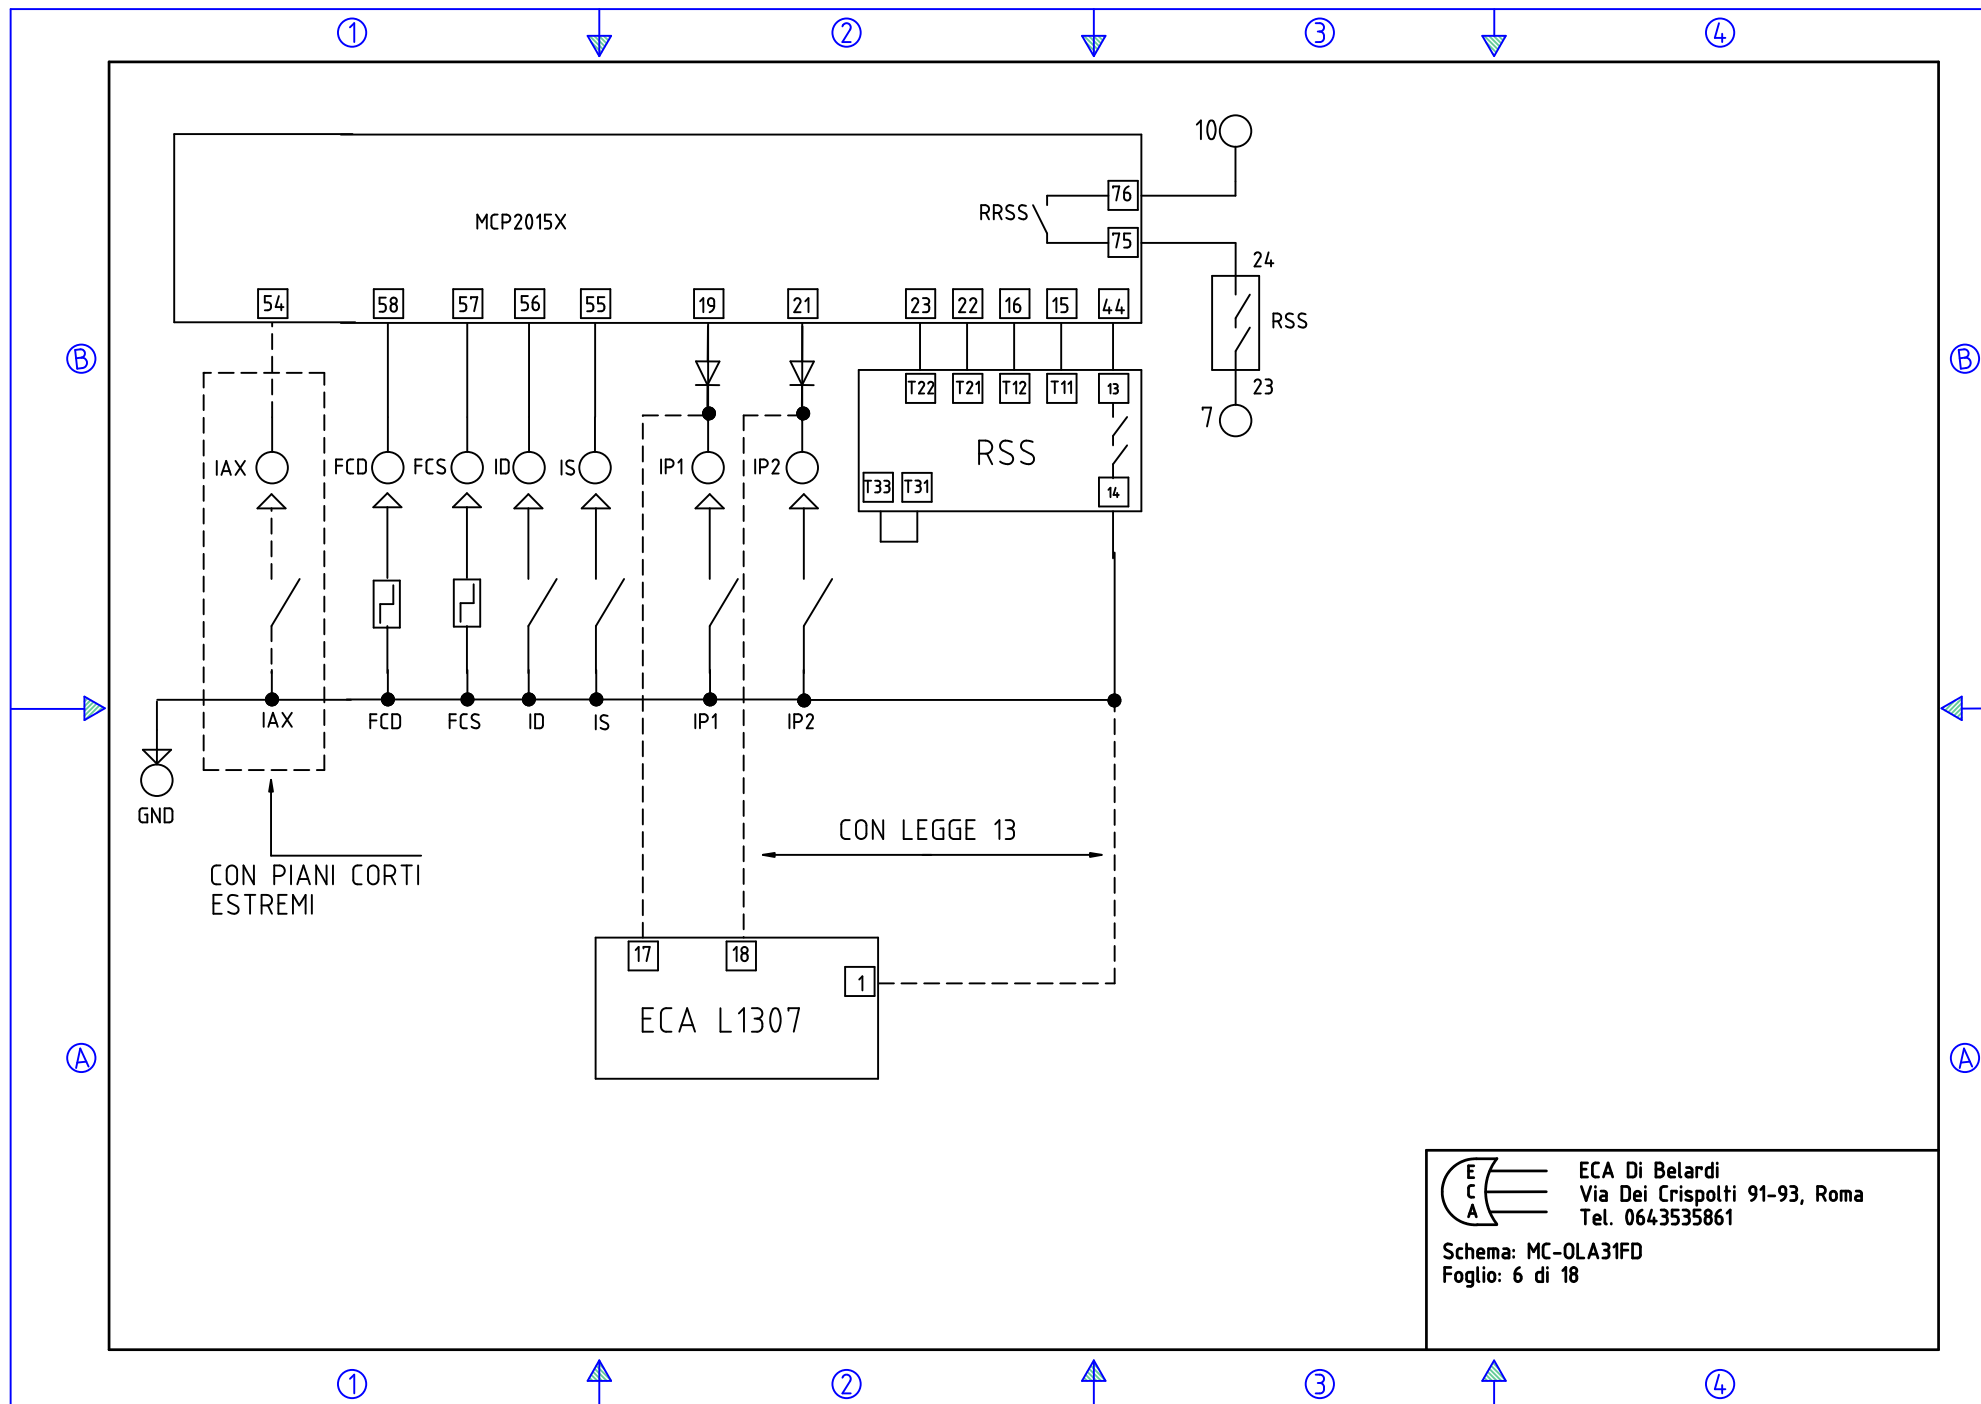 1 2 3 4
10
76
MCP2015X
RRSS
75
24
54 58 57 56 55 19 21 23 22 16 15 44
RSS
B B
T22 T21 T12 T11 13
23
7
IAX FCD FCS ID IS IP1 IP2 RSS
T33 T31 14
IAX FCD FCS ID IS IP1 IP2
GND
CON LEGGE 13
CON PIANI CORTI
ESTREMI
17 18
1
ECA L1307
A A
E
C
A
ECA Di Belardi
Via Dei Crispolti 91-93, Roma
Tel. 0643535861
Schema: MC-OLA31FD
Foglio: 6 di 18
1 2 3 4